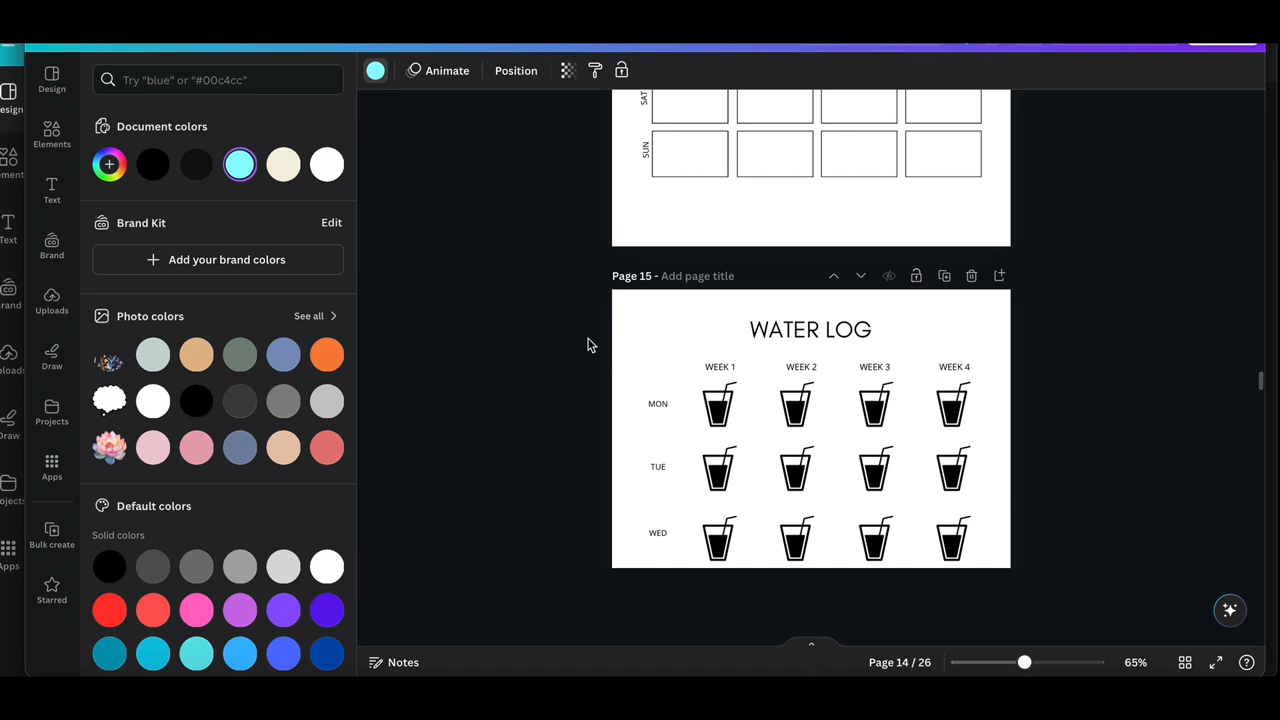 Design
Elements
Text
Brand
Uploads
Draw
Projects
Apps
Bulk create
Starred
Try “blue” or “#00c4cc”
Document colors
Brand Kit
Edit
Add your brand colors
Photo colors
See all
Default colors
Solid colors
Animate
Position
SAT
SUN
Page 15 - Add page title
WATER LOG
WEEK 1 WEEK 2 WEEK 3 WEEK 4
MON
TUE
WED
Notes
Page 14 / 26
65%